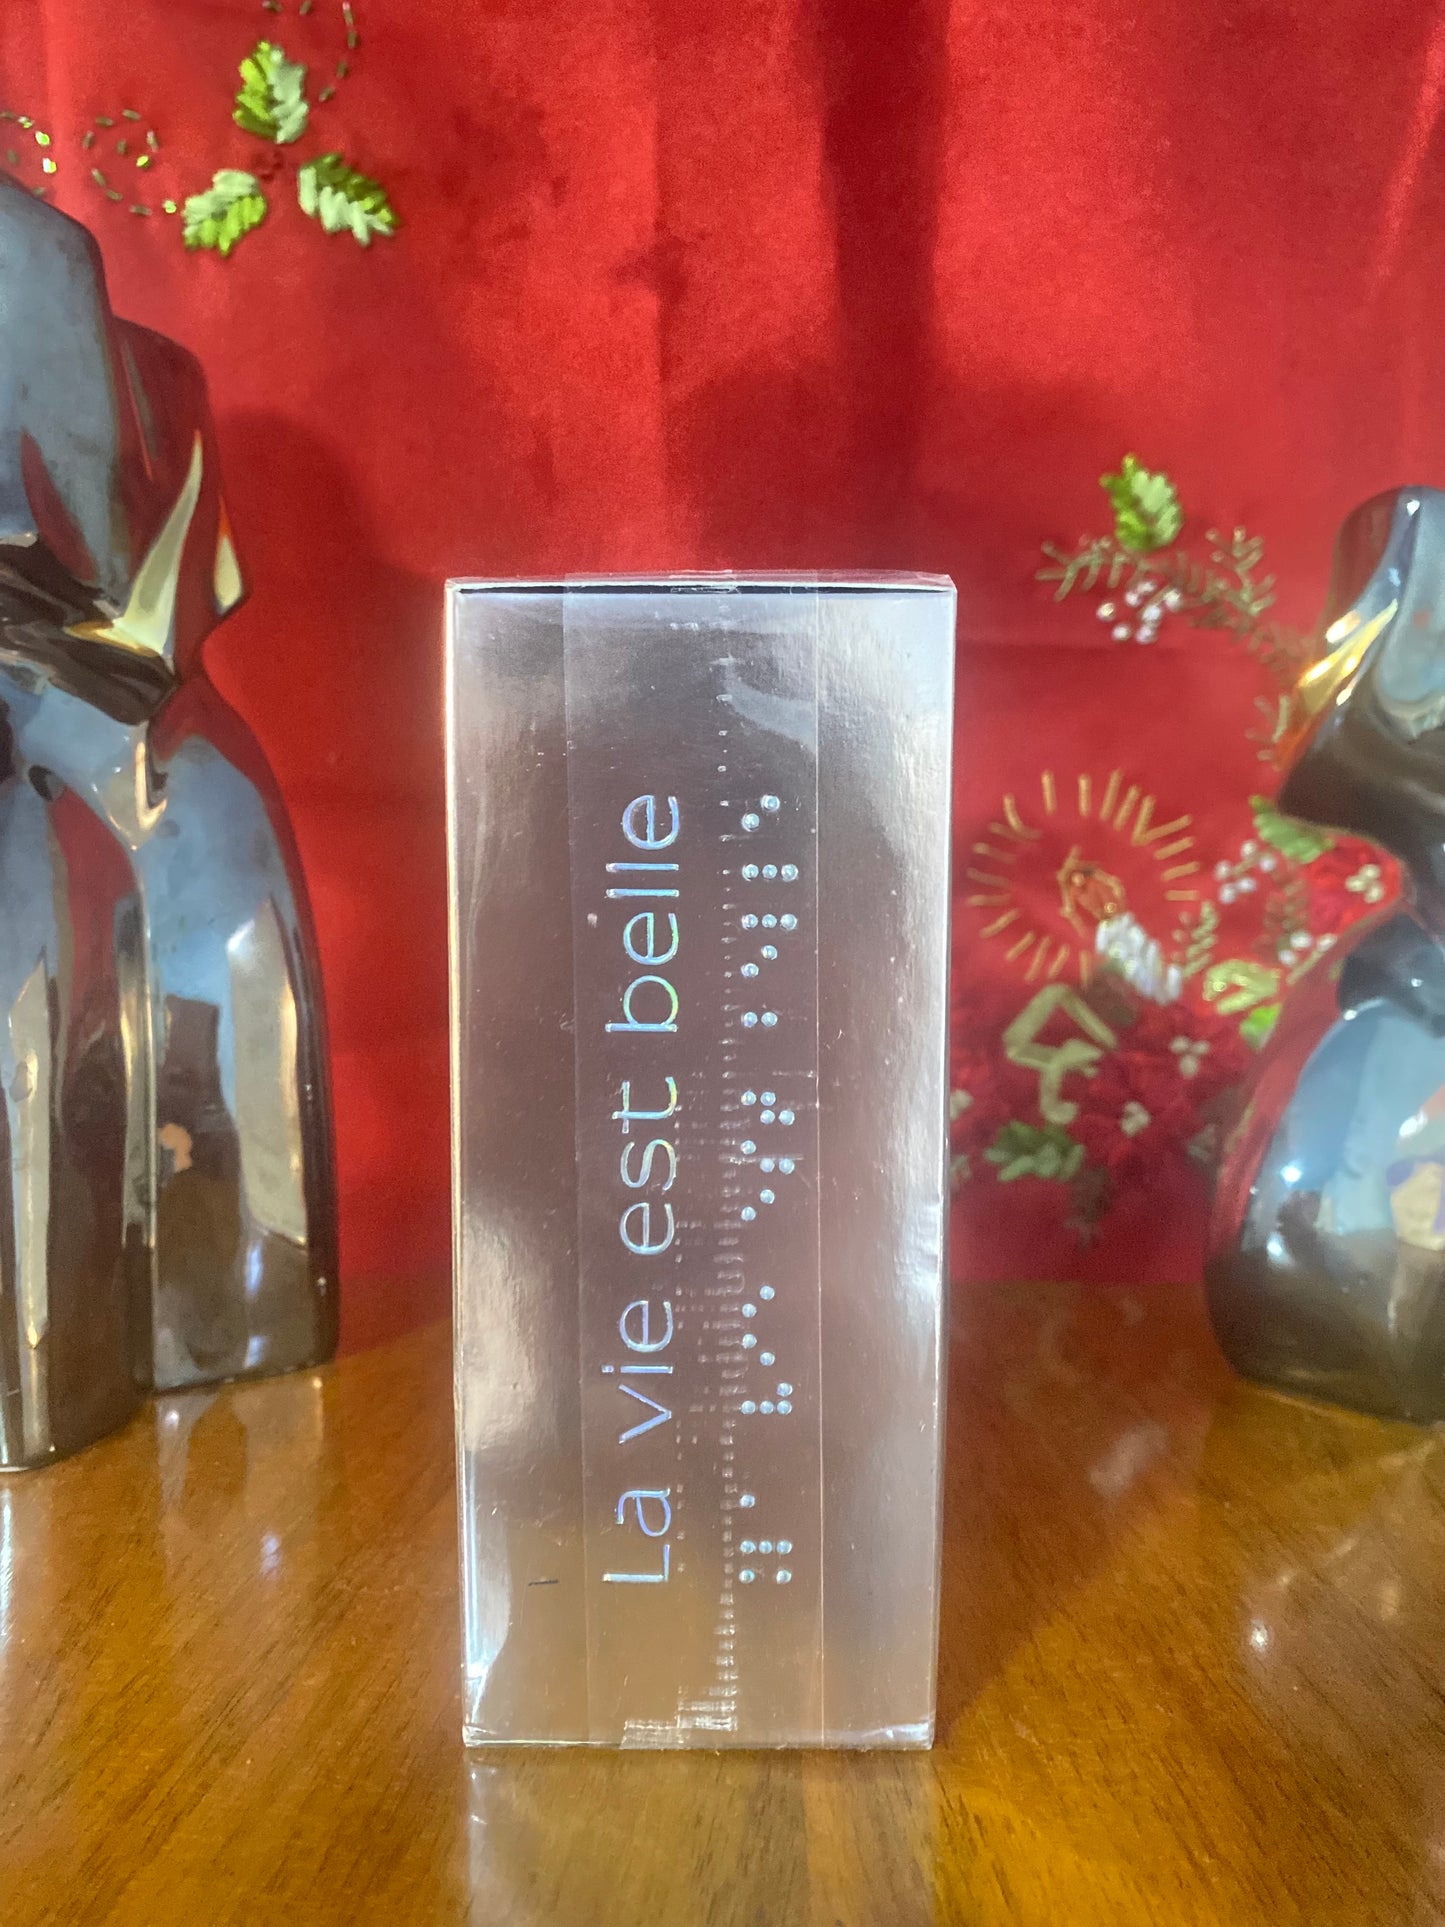 La vie est belle
⠨⠇⠁ ⠧⠊⠑ ⠑⠎⠞ ⠃⠑⠇⠇⠑